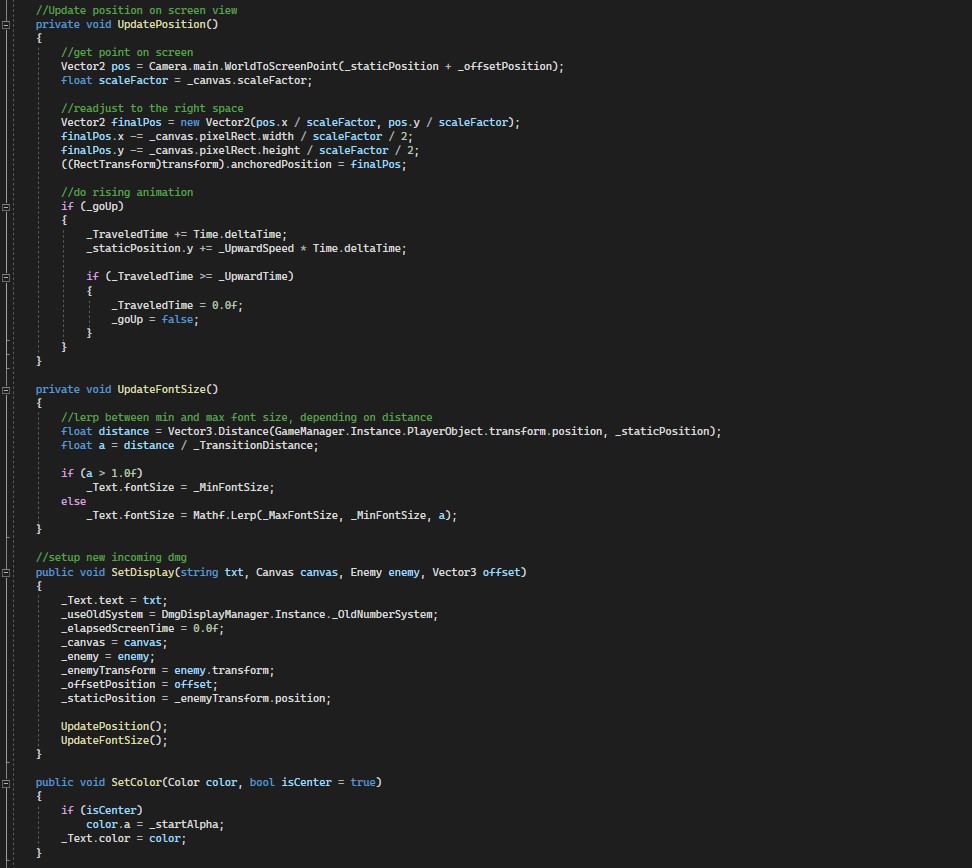 //Update position on screen view
private void UpdatePosition()
{
//get point on screen
Vector2 pos = Camera.main.WorldToScreenPoint(_staticPosition + _offsetPosition);
float scaleFactor = _canvas.scaleFactor;
//readjust to the right space
Vector2 finalPos = new Vector2(pos.x / scaleFactor, pos.y / scaleFactor);
finalPos.x -= _canvas.pixelRect.width / scaleFactor / 2;
finalPos.y -= _canvas.pixelRect.height / scaleFactor / 2;
((RectTransform)transform).anchoredPosition = finalPos;
//do rising animation
if (_goUp)
{
_TraveledTime += Time.deltaTime;
_staticPosition.y += _UpwardSpeed * Time.deltaTime;
if (_TraveledTime >= _UpwardTime)
{
_TraveledTime = 0.0f;
_goUp = false;
}
}
}
private void UpdateFontSize()
{
//lerp between min and max font size, depending on distance
float distance = Vector3.Distance(GameManager.Instance.PlayerObject.transform.position, _staticPosition);
float a = distance / _TransitionDistance;
if (a > 1.0f)
_Text.fontSize = _MinFontSize;
else
_Text.fontSize = Mathf.Lerp(_MaxFontSize, _MinFontSize, a);
}
//setup new incoming dmg
public void SetDisplay(string txt, Canvas canvas, Enemy enemy, Vector3 offset)
{
_Text.text = txt;
_useOldSystem = DmgDisplayManager.Instance._OldNumberSystem;
_elapsedScreenTime = 0.0f;
_canvas = canvas;
_enemy = enemy;
_enemyTransform = enemy.transform;
_offsetPosition = offset;
_staticPosition = _enemyTransform.position;
UpdatePosition();
UpdateFontSize();
}
public void SetColor(Color color, bool isCenter = true)
{
if (isCenter)
color.a = _startAlpha;
_Text.color = color;
}